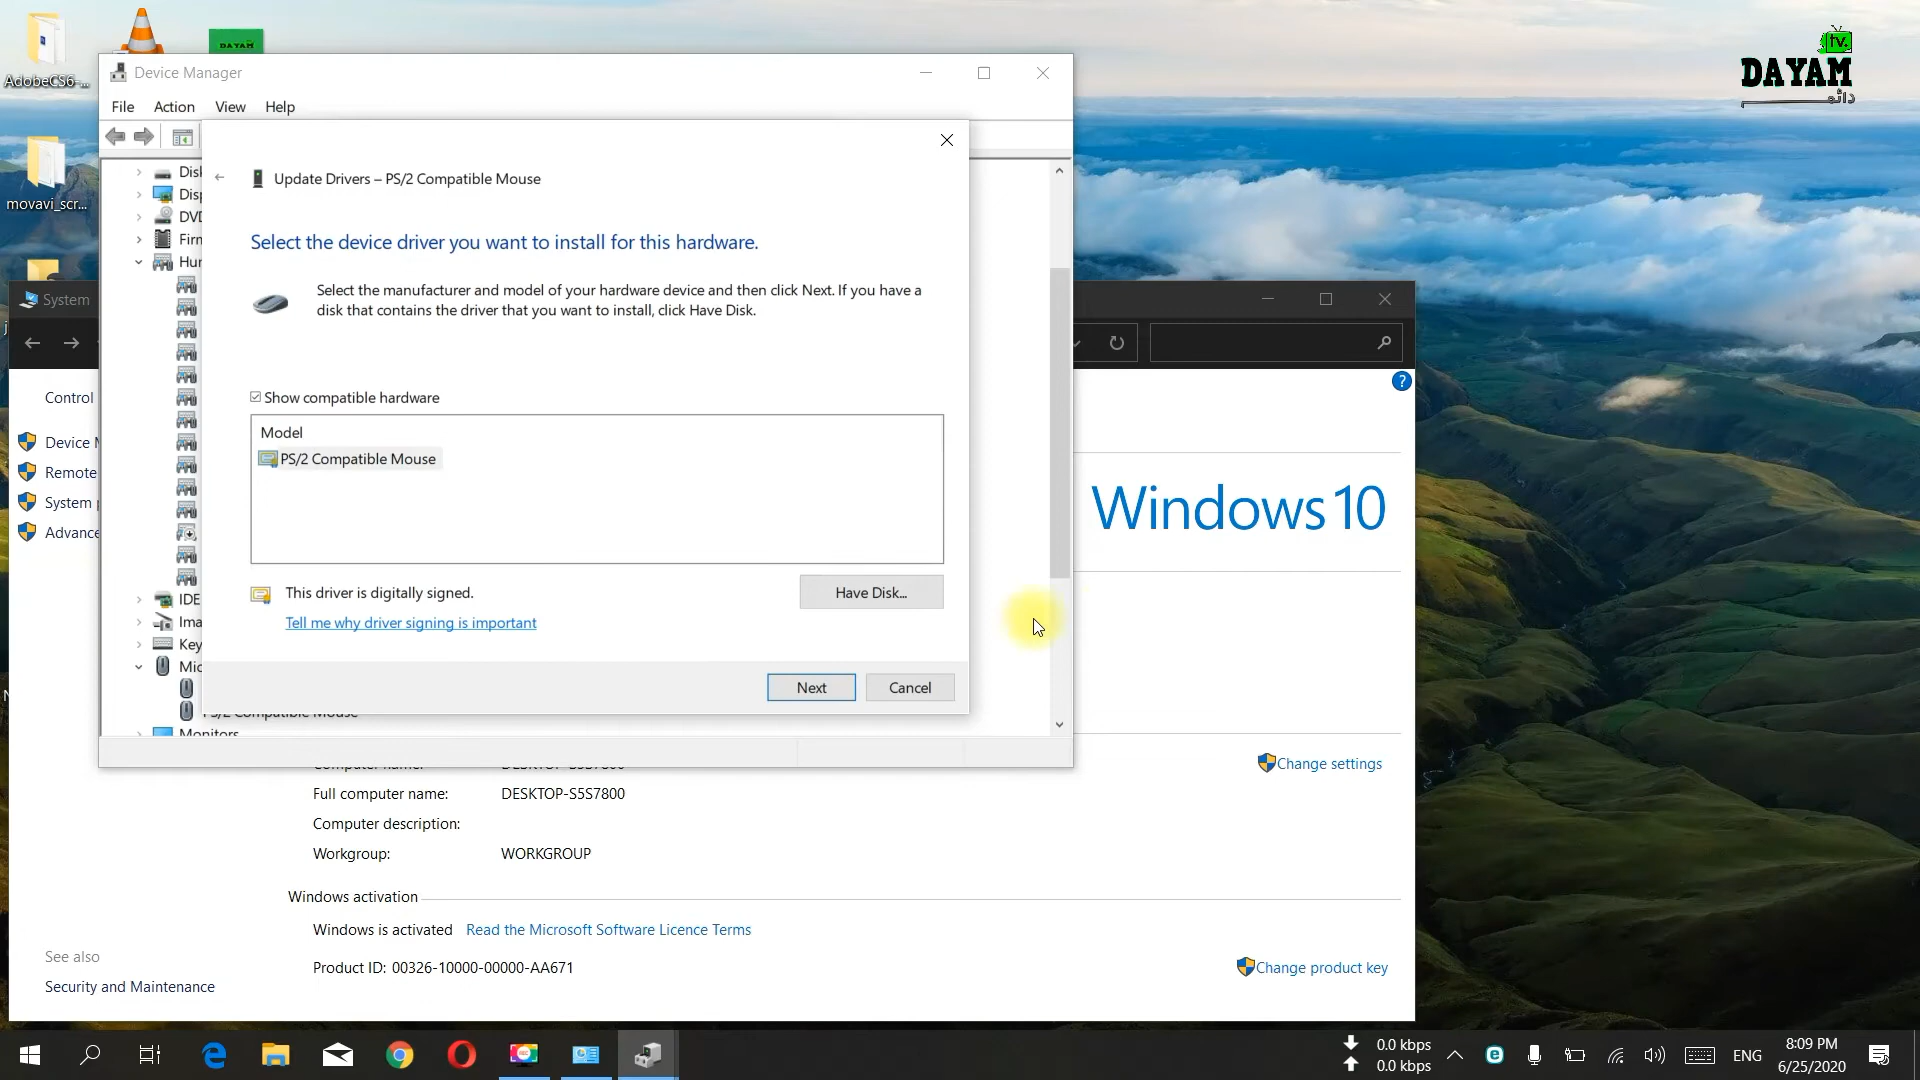 AdobeCS6-...
DAYAM
movavi_scr...
tv.
DAYAM
دائم
Device Manager
File Action View Help
Update Drivers – PS/2 Compatible Mouse
Select the device driver you want to install for this hardware.
Select the manufacturer and model of your hardware device and then click Next. If you have a
disk that contains the driver that you want to install, click Have Disk.
Show compatible hardware
Model
PS/2 Compatible Mouse
This driver is digitally signed.
Have Disk...
Tell me why driver signing is important
Next
Cancel
Disk
Disp
DVD
Firm
Hum
IDE
Ima
Key
Mic
PS/2 Compatible Mouse
Monitors
System
Control
Device M
Remote
System p
Advance
Windows 10
Computer name: DESKTOP-S5S7800
Change settings
Full computer name: DESKTOP-S5S7800
Computer description:
Workgroup: WORKGROUP
Windows activation
Windows is activated Read the Microsoft Software Licence Terms
Product ID: 00326-10000-00000-AA671
Change product key
See also
Security and Maintenance
0.0 kbps
0.0 kbps
ENG
8:09 PM
6/25/2020